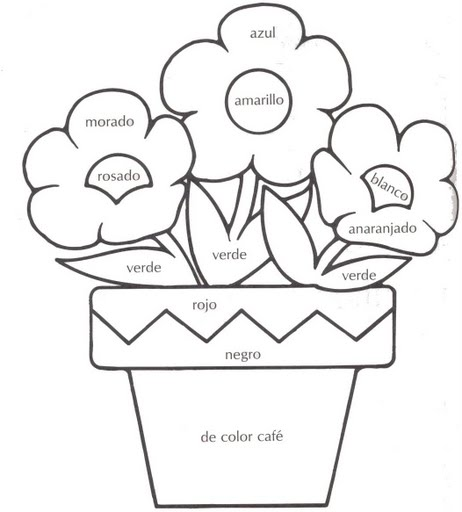 azul
amarillo
morado
rosado
blanco
anaranjado
verde
verde
verde
rojo
negro
de color café